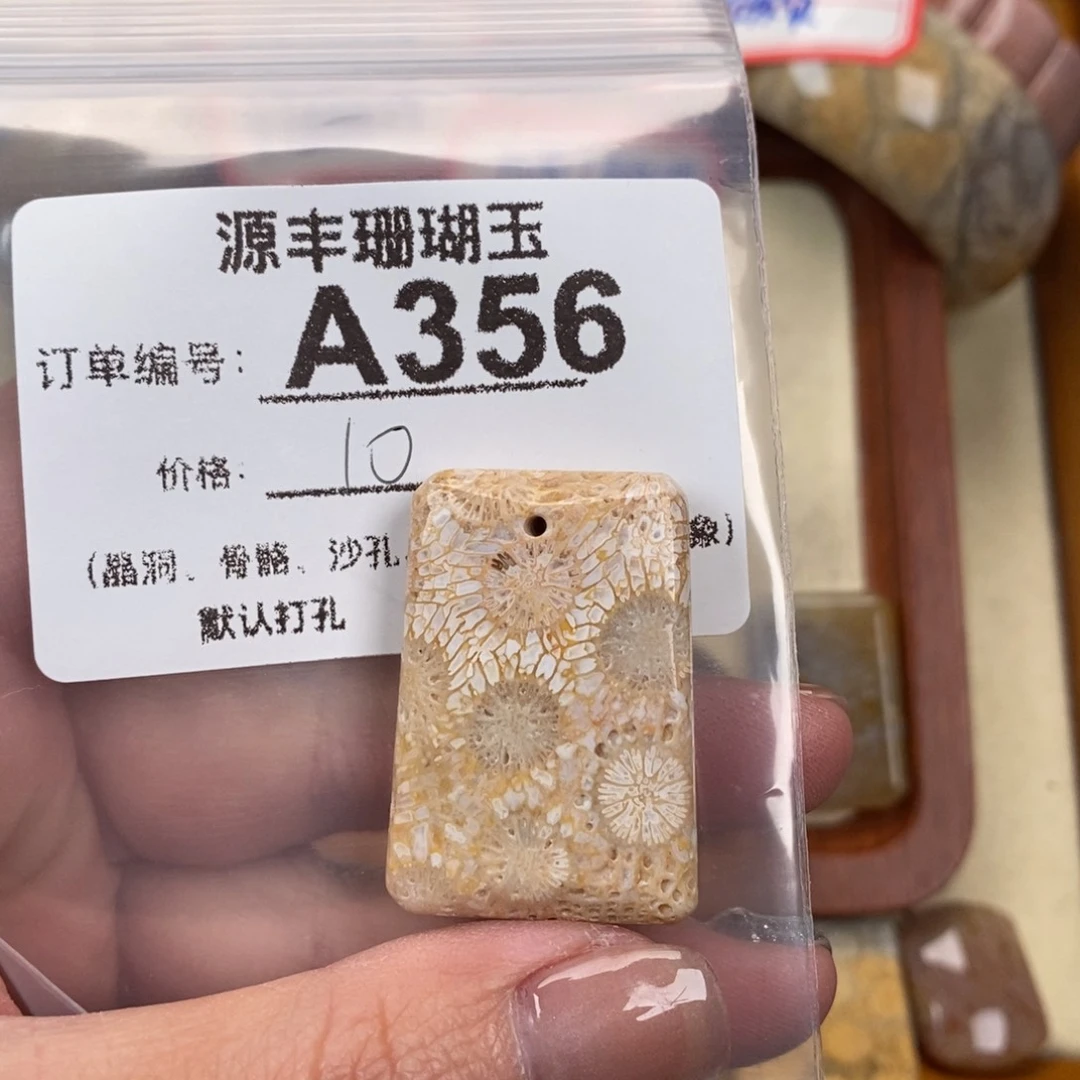 源丰珊瑚玉
订单编号: A356
价格: 10
(晶洞、骨骼、沙孔
默认打孔